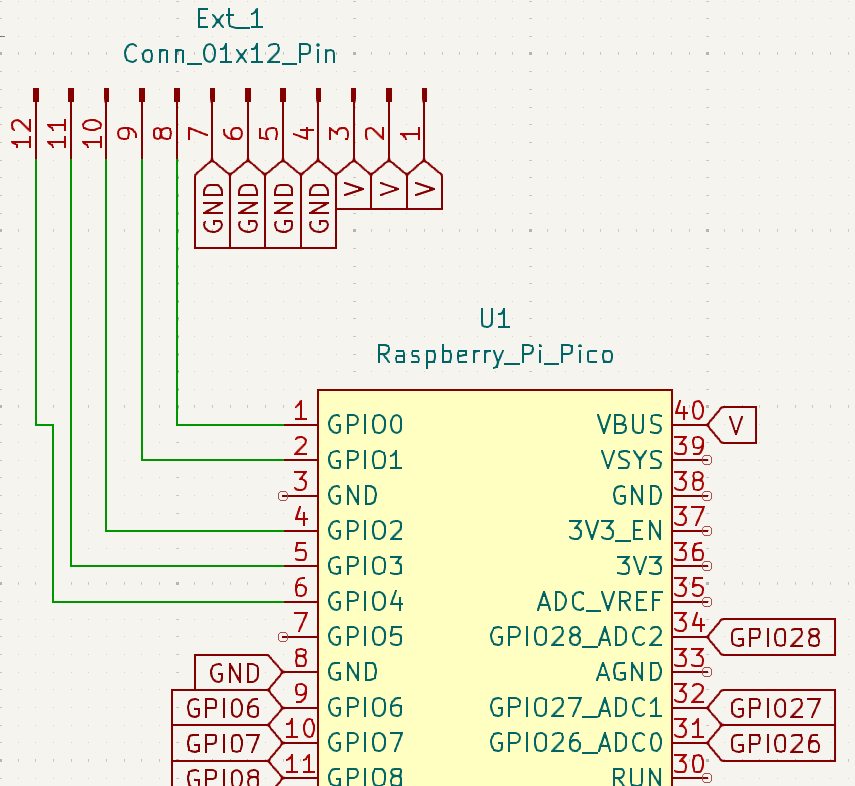 Ext_1
Conn_01x12_Pin
12 11 10 9 8 7 6 5 4 3 2 1
GND GND GND GND V V V
U1
Raspberry_Pi_Pico
1 GPIO0 VBUS 40 V
2 GPIO1 VSYS 39
3 GND GND 38
4 GPIO2 3V3_EN 37
5 GPIO3 3V3 36
6 GPIO4 ADC_VREF 35
7 GPIO5 GPIO28_ADC2 34 GPIO28
GND 8 GND AGND 33
GPIO6 9 GPIO6 GPIO27_ADC1 32 GPIO27
GPIO7 10 GPIO7 GPIO26_ADC0 31 GPIO26
GPIO8 11 GPIO8 RUN 30